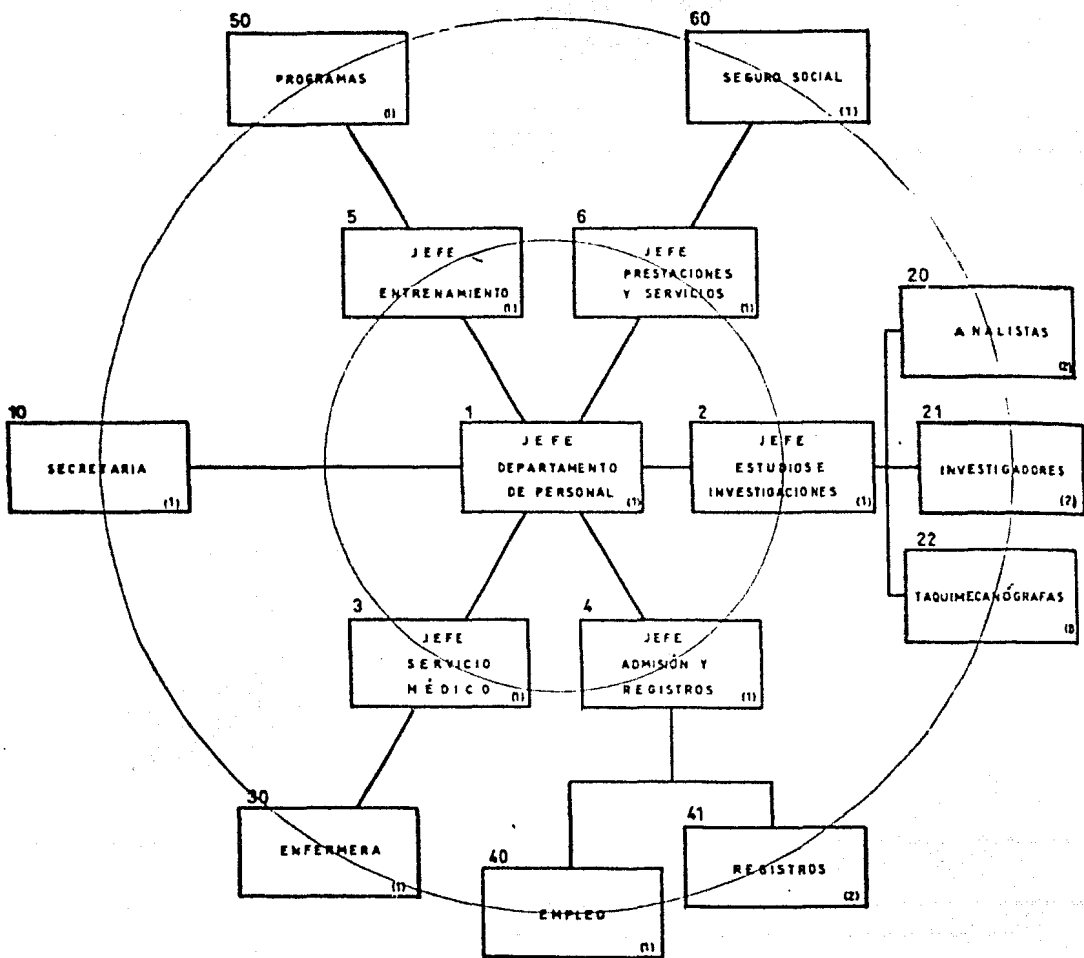 50
PROGRAMAS
(1)
60
SEGURO SOCIAL
(1)
5
JEFE
ENTRENAMIENTO
(1)
6
JEFE
PRESTACIONES
Y SERVICIOS
(1)
20
ANALISTAS
(2)
10
SECRETARIA
(1)
1
JEFE
DEPARTAMENTO
DE PERSONAL
(1)
2
JEFE
ESTUDIOS E
INVESTIGACIONES
(1)
21
INVESTIGADORES
22
TAQUIMECANÓGRAFAS
3
JEFE
SERVICIO
MÉDICO
(1)
4
JEFE
ADMISIÓN Y
REGISTROS
(1)
30
ENFERMERA
(1)
40
EMPLEO
(1)
41
REGISTROS
(2)